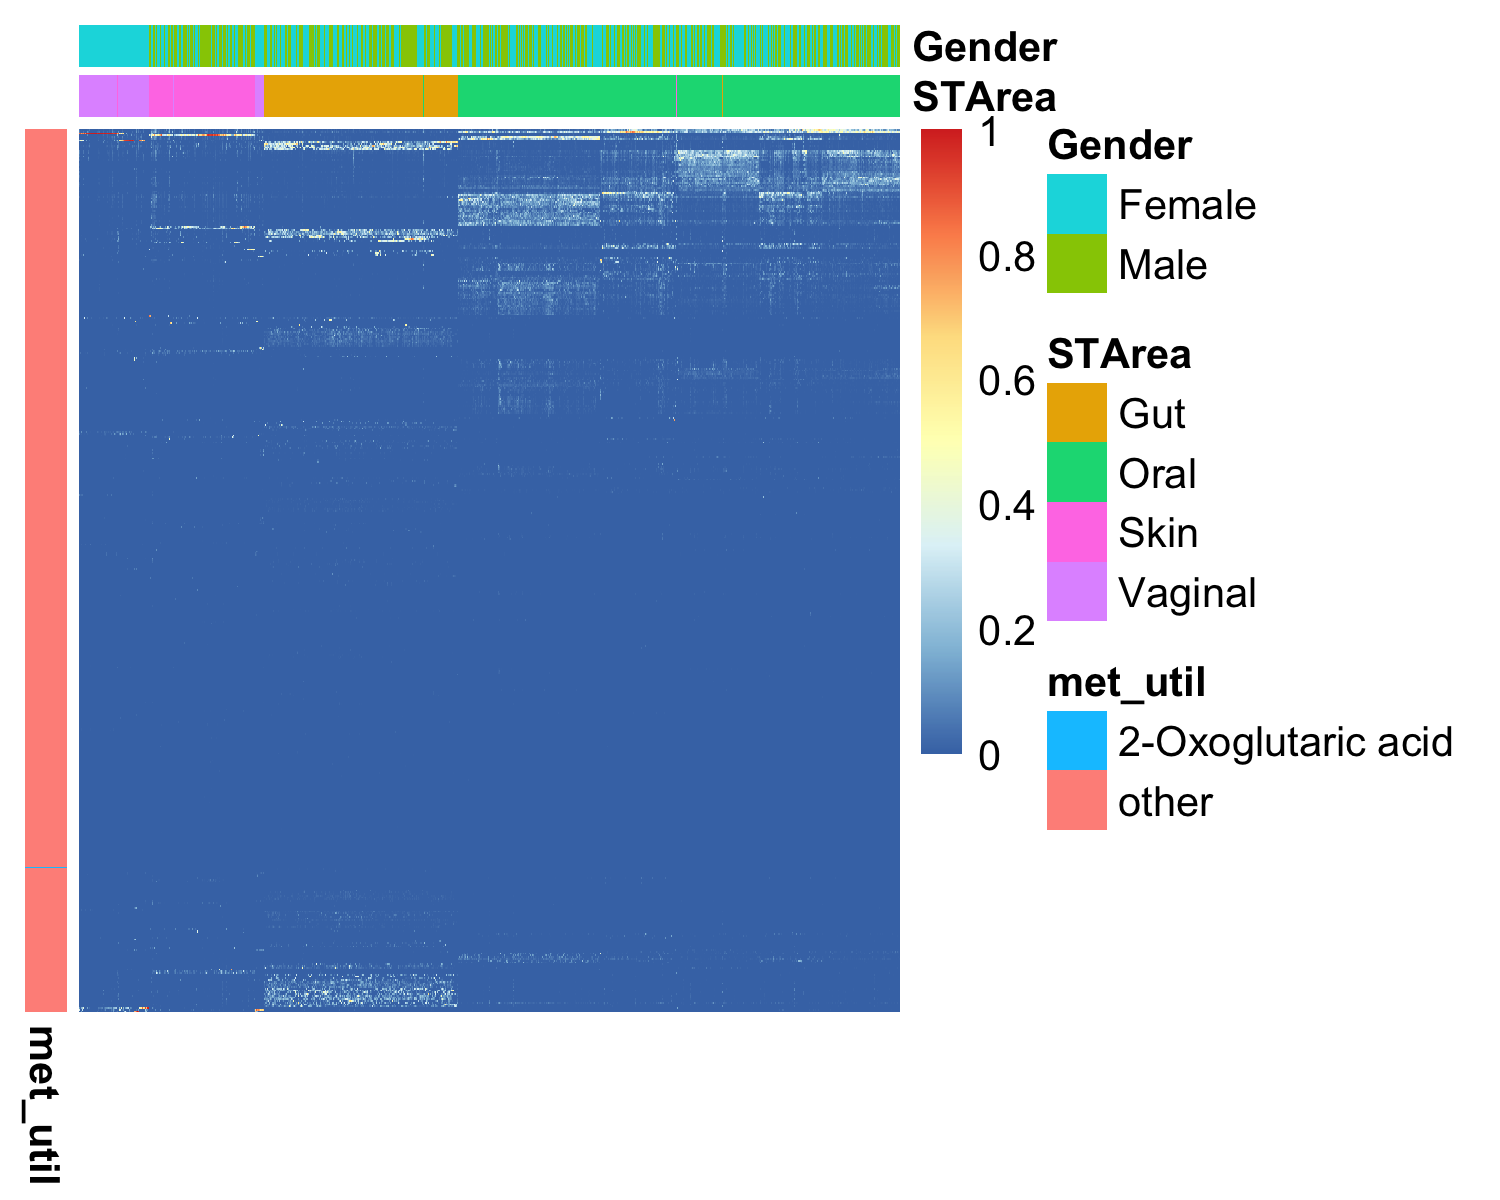 Gender
STArea
1
0.8
0.6
0.4
0.2
0
Gender
Female
Male
STArea
Gut
Oral
Skin
Vaginal
met_util
2-Oxoglutaric acid
other
met_util